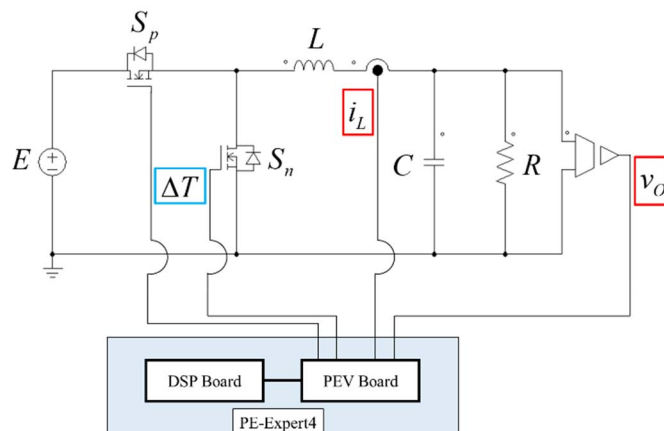 S_p
L
i_L
E
ΔT
S_n
C
R
v_O
DSP Board
PEV Board
PE-Expert4